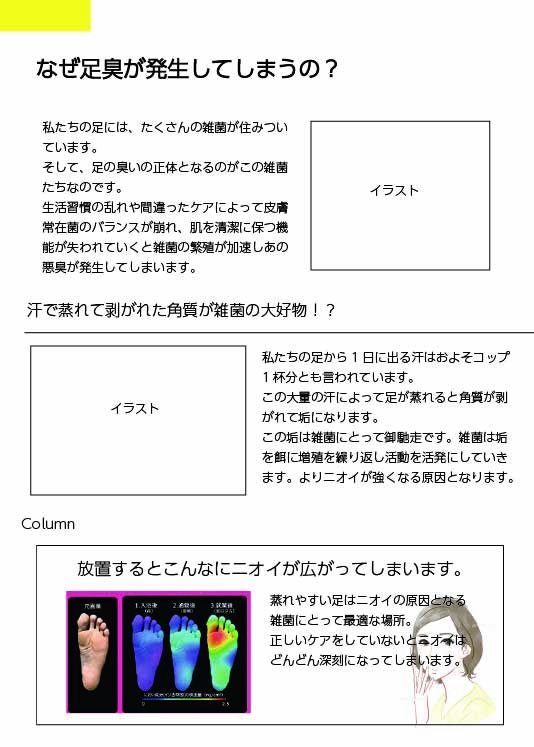 なぜ足臭が発生してしまうの？
私たちの足には、たくさんの雑菌が住みつい
ています。
そして、足の臭いの正体となるのがこの雑菌
たちなのです。
生活習慣の乱れや間違ったケアによって皮膚
常在菌のバランスが崩れ、肌を清潔に保つ機
能が失われていくと雑菌の繁殖が加速しあの
悪臭が発生してしまいます。
イラスト
汗で蒸れて剥がれた角質が雑菌の大好物！？
イラスト
私たちの足から１日に出る汗はおよそコップ
1杯分とも言われています。
この大量の汗によって足が蒸れると角質が剥
がれて垢になります。
この垢は雑菌にとって御馳走です。雑菌は垢
を餌に増殖を繰り返し活動を活発にしていき
ます。よりニオイが強くなる原因となります。
Column
放置するとこんなにニオイが広がってしまいます。
元画像
1.入浴後
2.通勤後
3.就業後
0
2.5
蒸れやすい足はニオイの原因となる
雑菌にとって最適な場所。
正しいケアをしていないとニオイは
どんどん深刻になってしまいます。